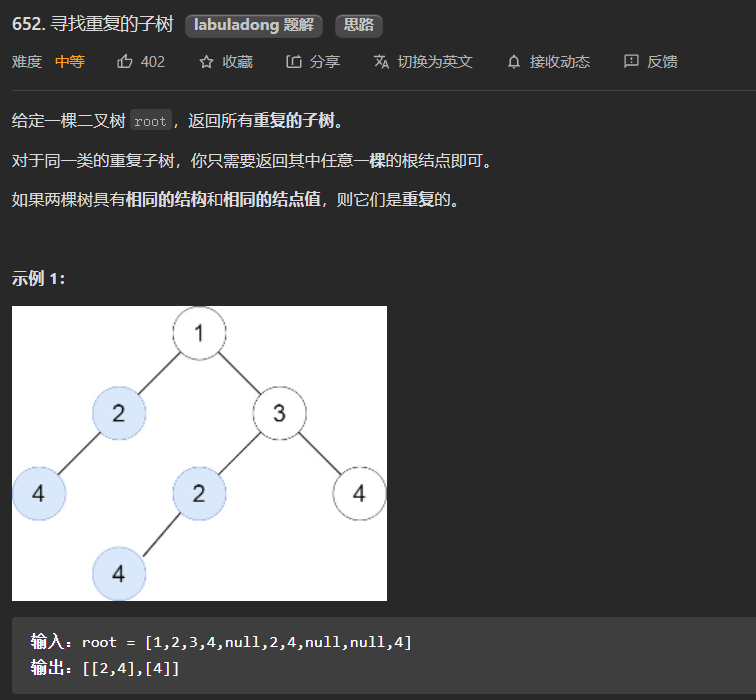 652. 寻找重复的子树 labuladong 题解 思路
难度 中等 402 收藏 分享 切换为英文 接收动态 反馈
给定一棵二叉树 root，返回所有重复的子树。
对于同一类的重复子树，你只需要返回其中任意一棵的根结点即可。
如果两棵树具有相同的结构和相同的结点值，则它们是重复的。
示例 1：
1
2 3
4 2 4
4
输入：root = [1,2,3,4,null,2,4,null,null,4]
输出：[[2,4],[4]]